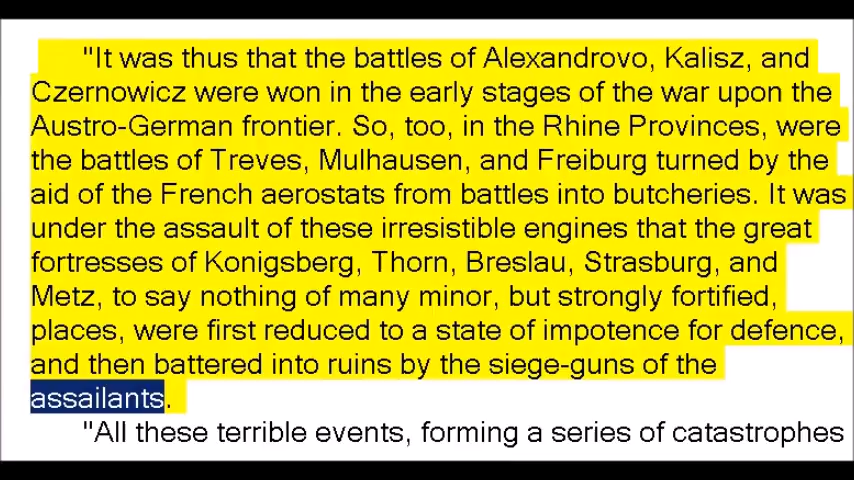 "It was thus that the battles of Alexandrovo, Kalisz, and
Czernowicz were won in the early stages of the war upon the
Austro-German frontier. So, too, in the Rhine Provinces, were
the battles of Treves, Mulhausen, and Freiburg turned by the
aid of the French aerostats from battles into butcheries. It was
under the assault of these irresistible engines that the great
fortresses of Konigsberg, Thorn, Breslau, Strasburg, and
Metz, to say nothing of many minor, but strongly fortified,
places, were first reduced to a state of impotence for defence,
and then battered into ruins by the siege-guns of the
assailants.
"All these terrible events, forming a series of catastrophes